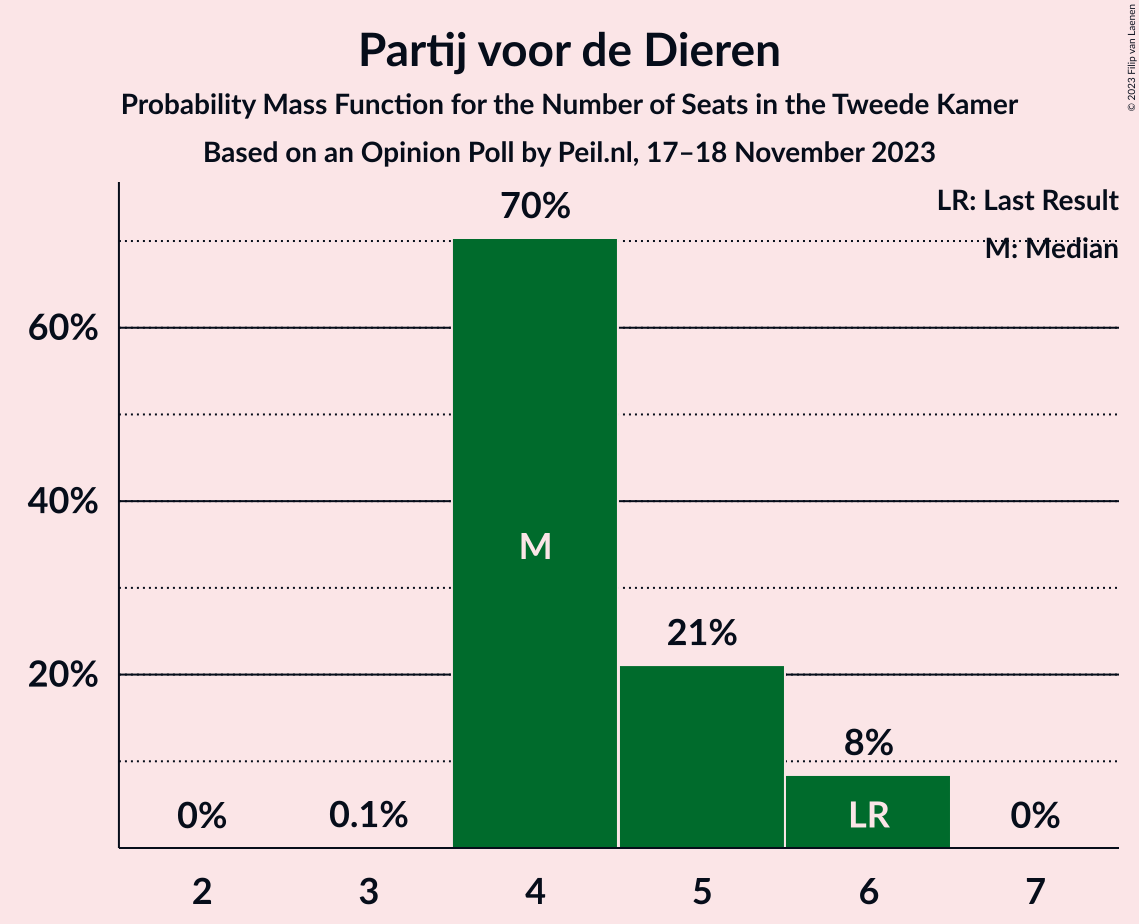 Partij voor de Dieren
Probability Mass Function for the Number of Seats in the Tweede Kamer
Based on an Opinion Poll by Peil.nl, 17–18 November 2023
© 2023 Filip van Laenen
LR: Last Result
M: Median
70%
60%
40%
M
21%
20%
8%
0%
0.1%
LR
0%
2 3 4 5 6 7